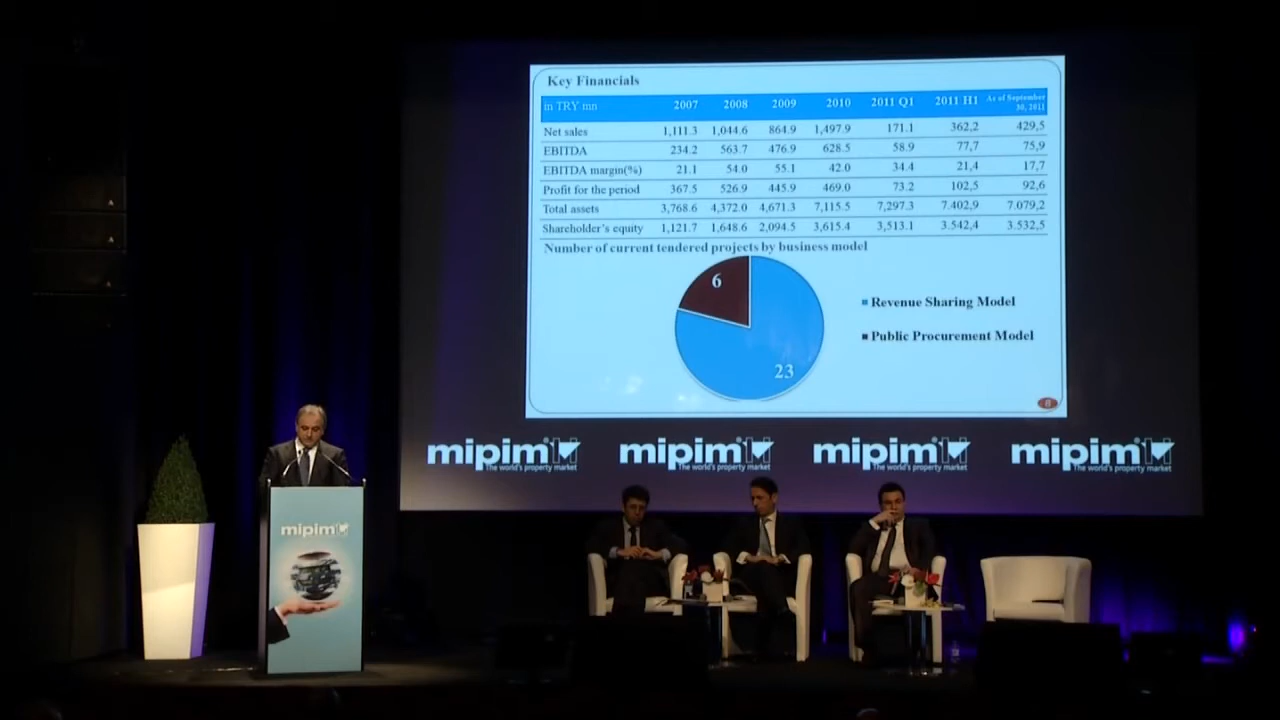 Key Financials
in TRY mn 2007 2008 2009 2010 2011 Q1 2011 H1 As of September 30, 2011
Net sales 1,111.3 1,044.6 864.9 1,497.9 171.1 362,2 429,5
EBITDA 234.2 563.7 476.9 628.5 58.9 77,7 75,9
EBITDA margin(%) 21.1 54.0 55.1 42.0 34.4 21,4 17,7
Profit for the period 367.5 526.9 445.9 469.0 73.2 102,5 92,6
Total assets 3,768.6 4,372.0 4,671.3 7,115.5 7,297.3 7.402,9 7.079,2
Shareholder's equity 1,121.7 1,648.6 2,094.5 3,615.4 3,513.1 3.542,4 3.532,5
Number of current tendered projects by business model
6
Revenue Sharing Model
Public Procurement Model
23
8
mipim mipim mipim mipim
The world's property market The world's property market The world's property market The world's property market
mipim